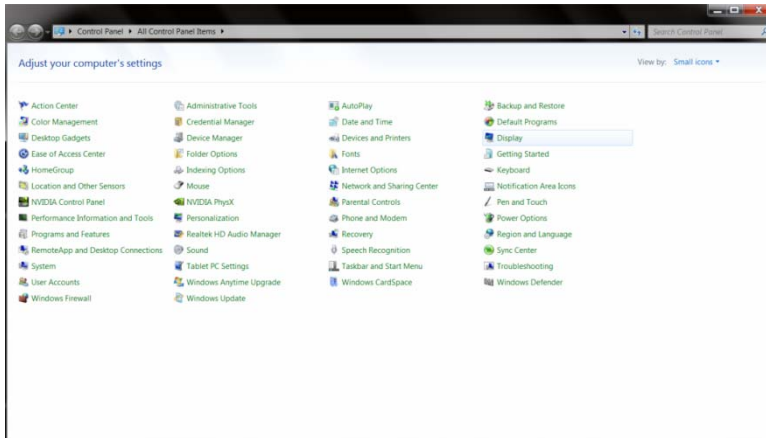 Control Panel ▸ All Control Panel Items ▸ Search Control Panel
Adjust your computer's settings View by: Small icons
Action Center Administrative Tools AutoPlay Backup and Restore
Color Management Credential Manager Date and Time Default Programs
Desktop Gadgets Device Manager Devices and Printers Display
Ease of Access Center Folder Options Fonts Getting Started
HomeGroup Indexing Options Internet Options Keyboard
Location and Other Sensors Mouse Network and Sharing Center Notification Area Icons
NVIDIA Control Panel NVIDIA PhysX Parental Controls Pen and Touch
Performance Information and Tools Personalization Phone and Modem Power Options
Programs and Features Realtek HD Audio Manager Recovery Region and Language
RemoteApp and Desktop Connections Sound Speech Recognition Sync Center
System Tablet PC Settings Taskbar and Start Menu Troubleshooting
User Accounts Windows Anytime Upgrade Windows CardSpace Windows Defender
Windows Firewall Windows Update